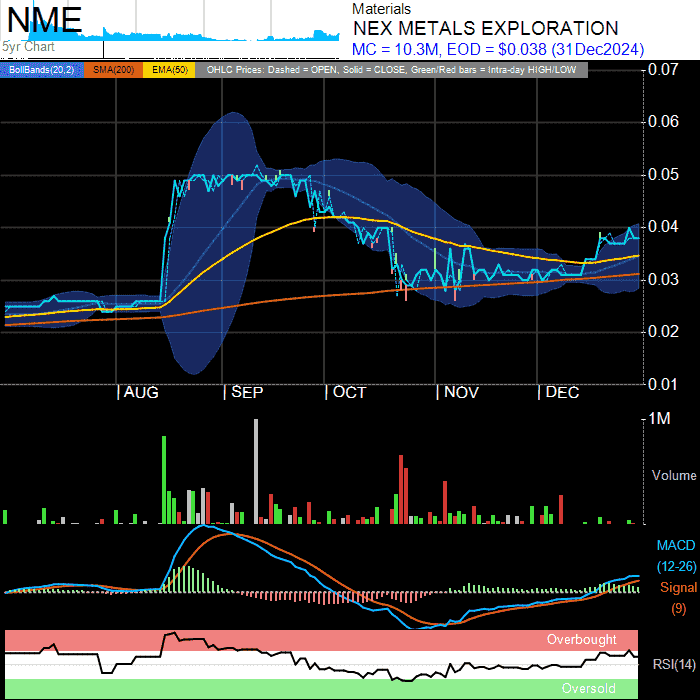 NME
5yr Chart
Materials
NEX METALS EXPLORATION
MC = 10.3M, EOD = $0.038 (31Dec2024)
BollBands(20,2) SMA(200) EMA(50) OHLC Prices: Dashed = OPEN, Solid = CLOSE, Green/Red bars = Intra-day HIGH/LOW
0.07
0.06
0.05
0.04
0.03
0.02
0.01
AUG SEP OCT NOV DEC
1M
Volume
MACD
(12-26)
Signal
(9)
Overbought
RSI(14)
Oversold